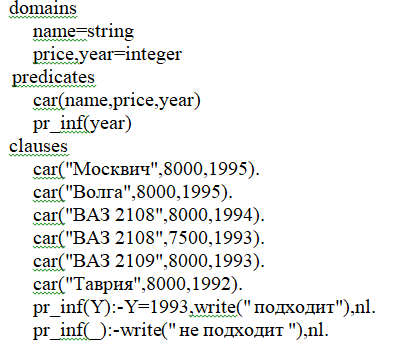 domains
name=string
price,year=integer
predicates
car(name,price,year)
pr_inf(year)
clauses
car("Москвич",8000,1995).
car("Волга",8000,1995).
car("ВАЗ 2108",8000,1994).
car("ВАЗ 2108",7500,1993).
car("ВАЗ 2109",8000,1993).
car("Таврия",8000,1992).
pr_inf(Y):-Y=1993,write(" подходит"),nl.
pr_inf(_):-write(" не подходит "),nl.